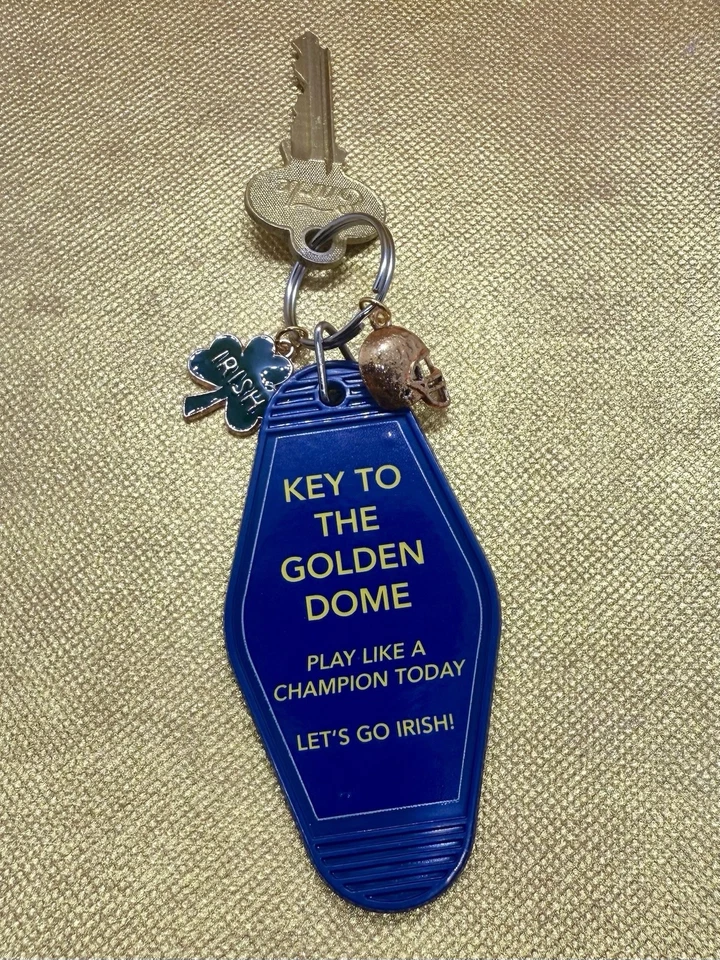 IRISH
KEY TO
THE
GOLDEN
DOME
PLAY LIKE A
CHAMPION TODAY
LET'S GO IRISH!